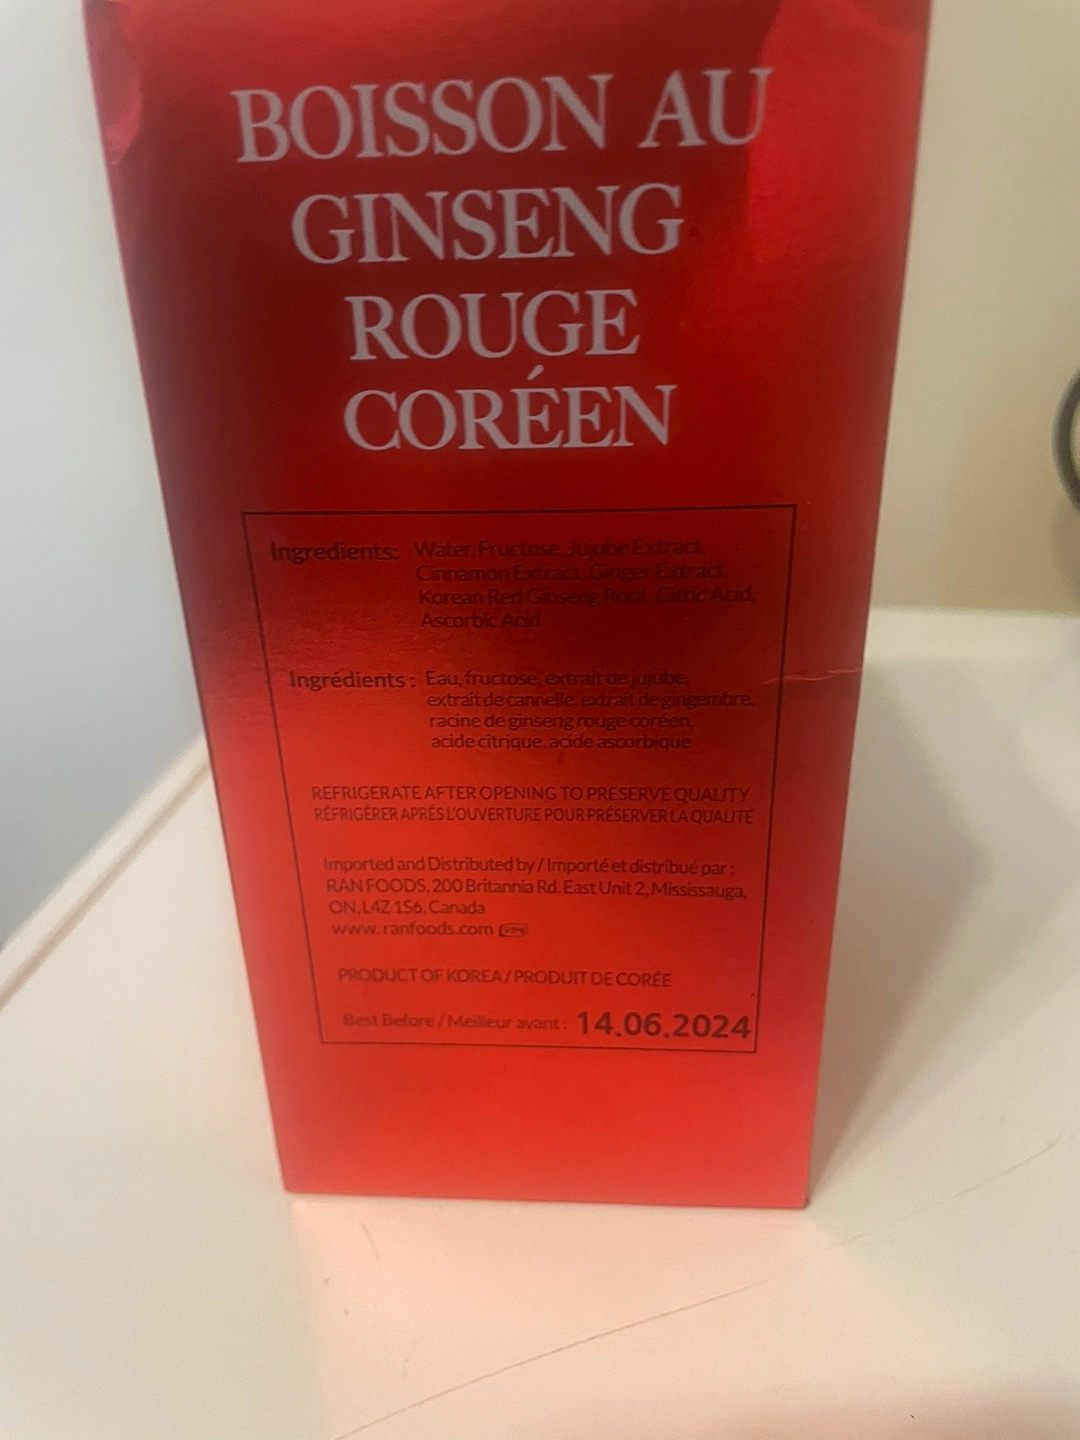 BOISSON AU
GINSENG
ROUGE
CORÉEN
Ingredients: Water, Fructose, Jujube Extract,
Cinnamon Extract, Ginger Extract,
Korean Red Ginseng Root, Citric Acid,
Ascorbic Acid
Ingrédients : Eau, fructose, extrait de jujube,
extrait de cannelle, extrait de gingembre,
racine de ginseng rouge coréen,
acide citrique, acide ascorbique
REFRIGERATE AFTER OPENING TO PRESERVE QUALITY
RÉFRIGÉRER APRÉS L'OUVERTURE POUR PRÉSERVER LA QUALITÉ
Imported and Distributed by / Importé et distribué par :
RAN FOODS, 200 Britannia Rd. East Unit 2, Mississauga,
ON, L4Z 1S6, Canada
www.ranfoods.com
PRODUCT OF KOREA / PRODUIT DE CORÉE
Best Before / Meilleur avant : 14.06.2024